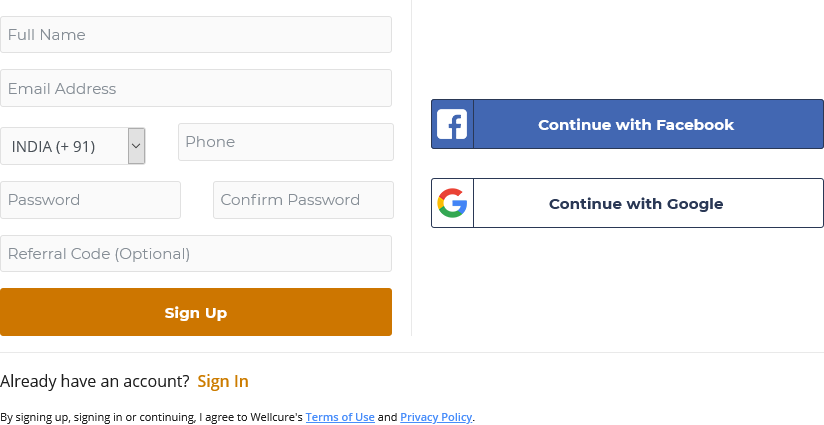 Full Name
Email Address
INDIA (+ 91)
Phone
Password
Confirm Password
Referral Code (Optional)
Sign Up
Continue with Facebook
Continue with Google
Already have an account? Sign In
By signing up, signing in or continuing, I agree to Wellcure's Terms of Use and Privacy Policy.